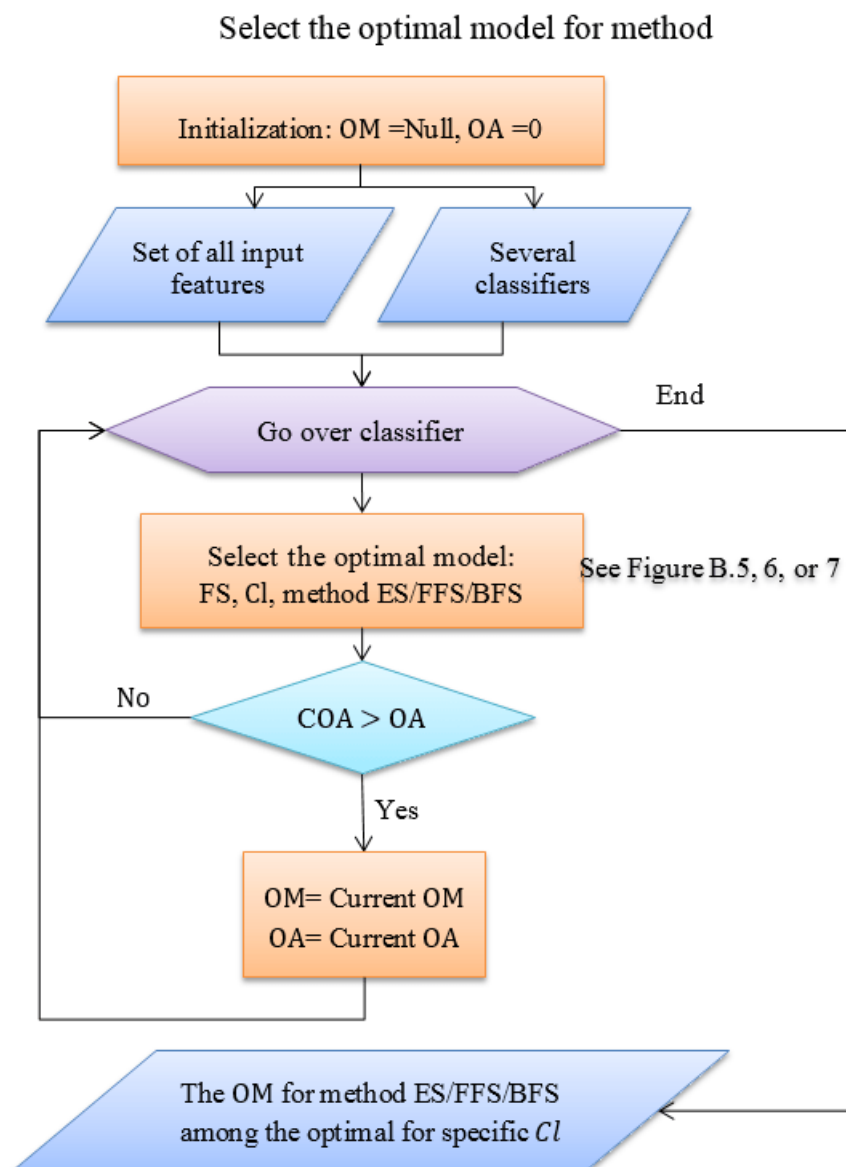 Select the optimal model for method
Initialization: OM =Null, OA =0
Set of all input
features
Several
classifiers
End
Go over classifier
Select the optimal model:
FS, Cl, method ES/FFS/BFS
See Figure B.5, 6, or 7
No
COA > OA
Yes
OM= Current OM
OA= Current OA
The OM for method ES/FFS/BFS
among the optimal for specific Cl